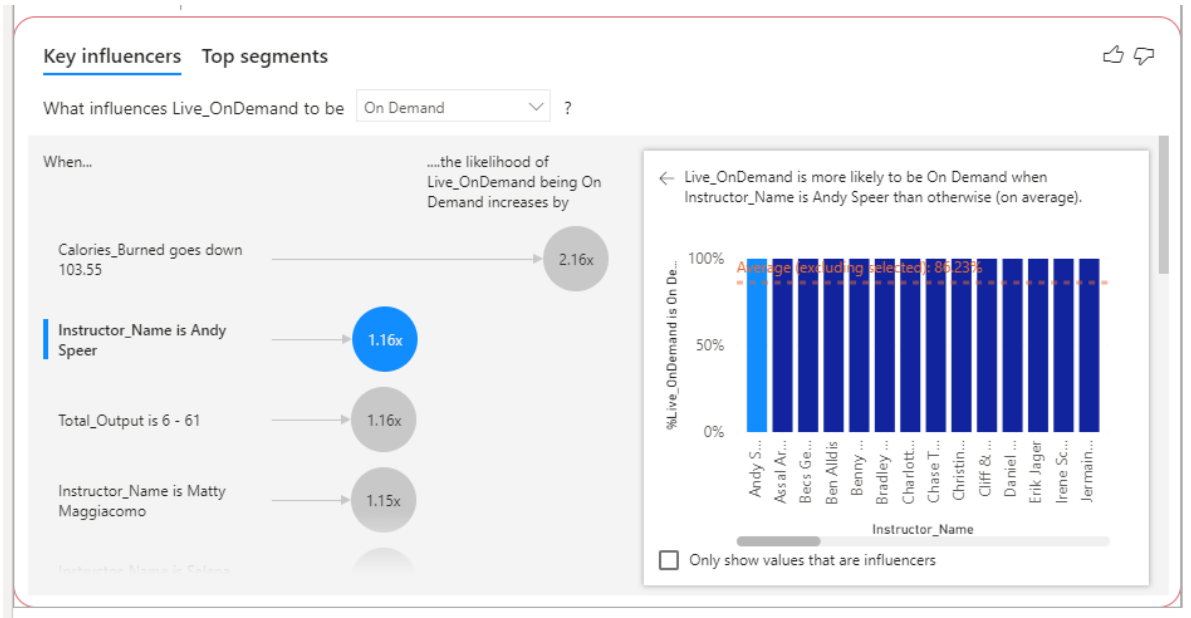 Key influencers Top segments
What influences Live_OnDemand to be On Demand ?
When...
....the likelihood of
Live_OnDemand being On
Demand increases by
Calories_Burned goes down
103.55
2.16x
Instructor_Name is Andy
Speer
1.16x
Total_Output is 6 - 61
1.16x
Instructor_Name is Matty
Maggiacomo
1.15x
Instructor_Name is Selena
Live_OnDemand is more likely to be On Demand when
Instructor_Name is Andy Speer than otherwise (on average).
%Live_OnDemand is On De...
100%
50%
0%
Average (excluding selected): 86.23%
Andy S...
Assal Ar...
Becs Ge...
Ben Alldis
Benny ...
Bradley ...
Charlott...
Chase T...
Christin...
Cliff & ...
Daniel ...
Erik Jager
Irene Sc...
Jermain...
Instructor_Name
Only show values that are influencers